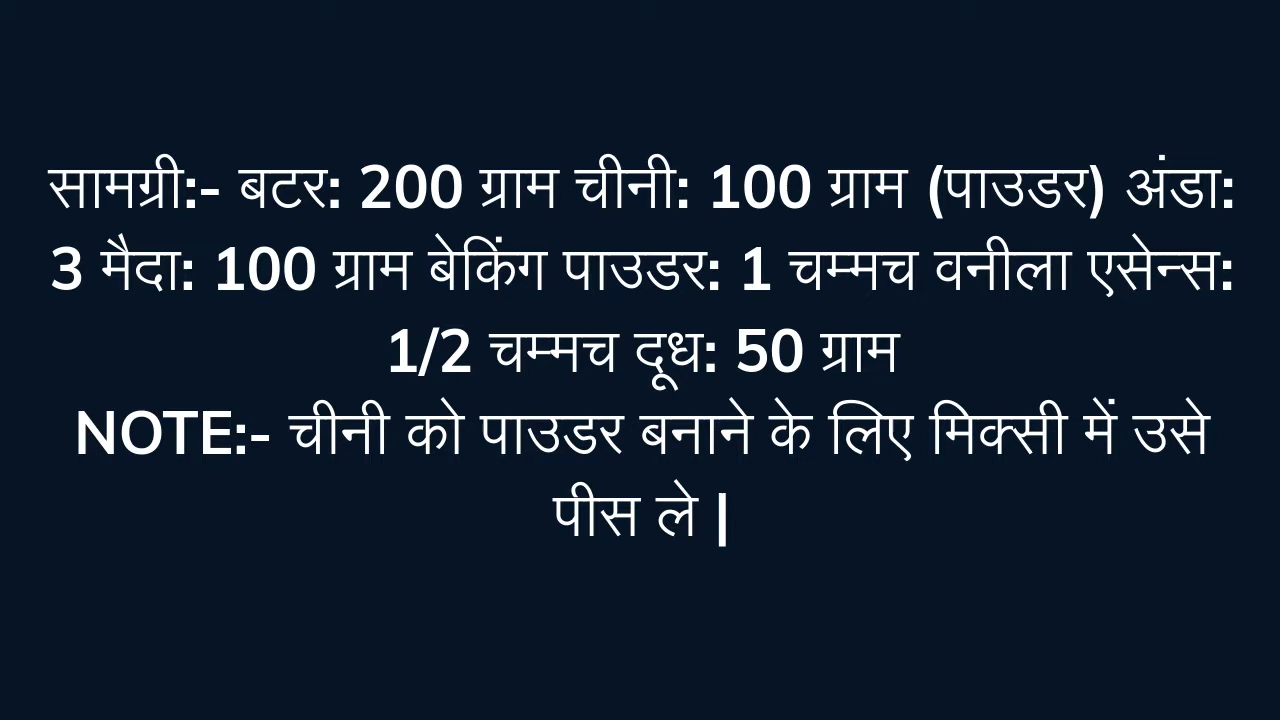 सामग्री:- बटर: 200 ग्राम चीनी: 100 ग्राम (पाउडर) अंडा:
3 मैदा: 100 ग्राम बेकिंग पाउडर: 1 चम्मच वनीला एसेन्स:
1/2 चम्मच दूध: 50 ग्राम
NOTE:- चीनी को पाउडर बनाने के लिए मिक्सी में उसे
पीस ले |